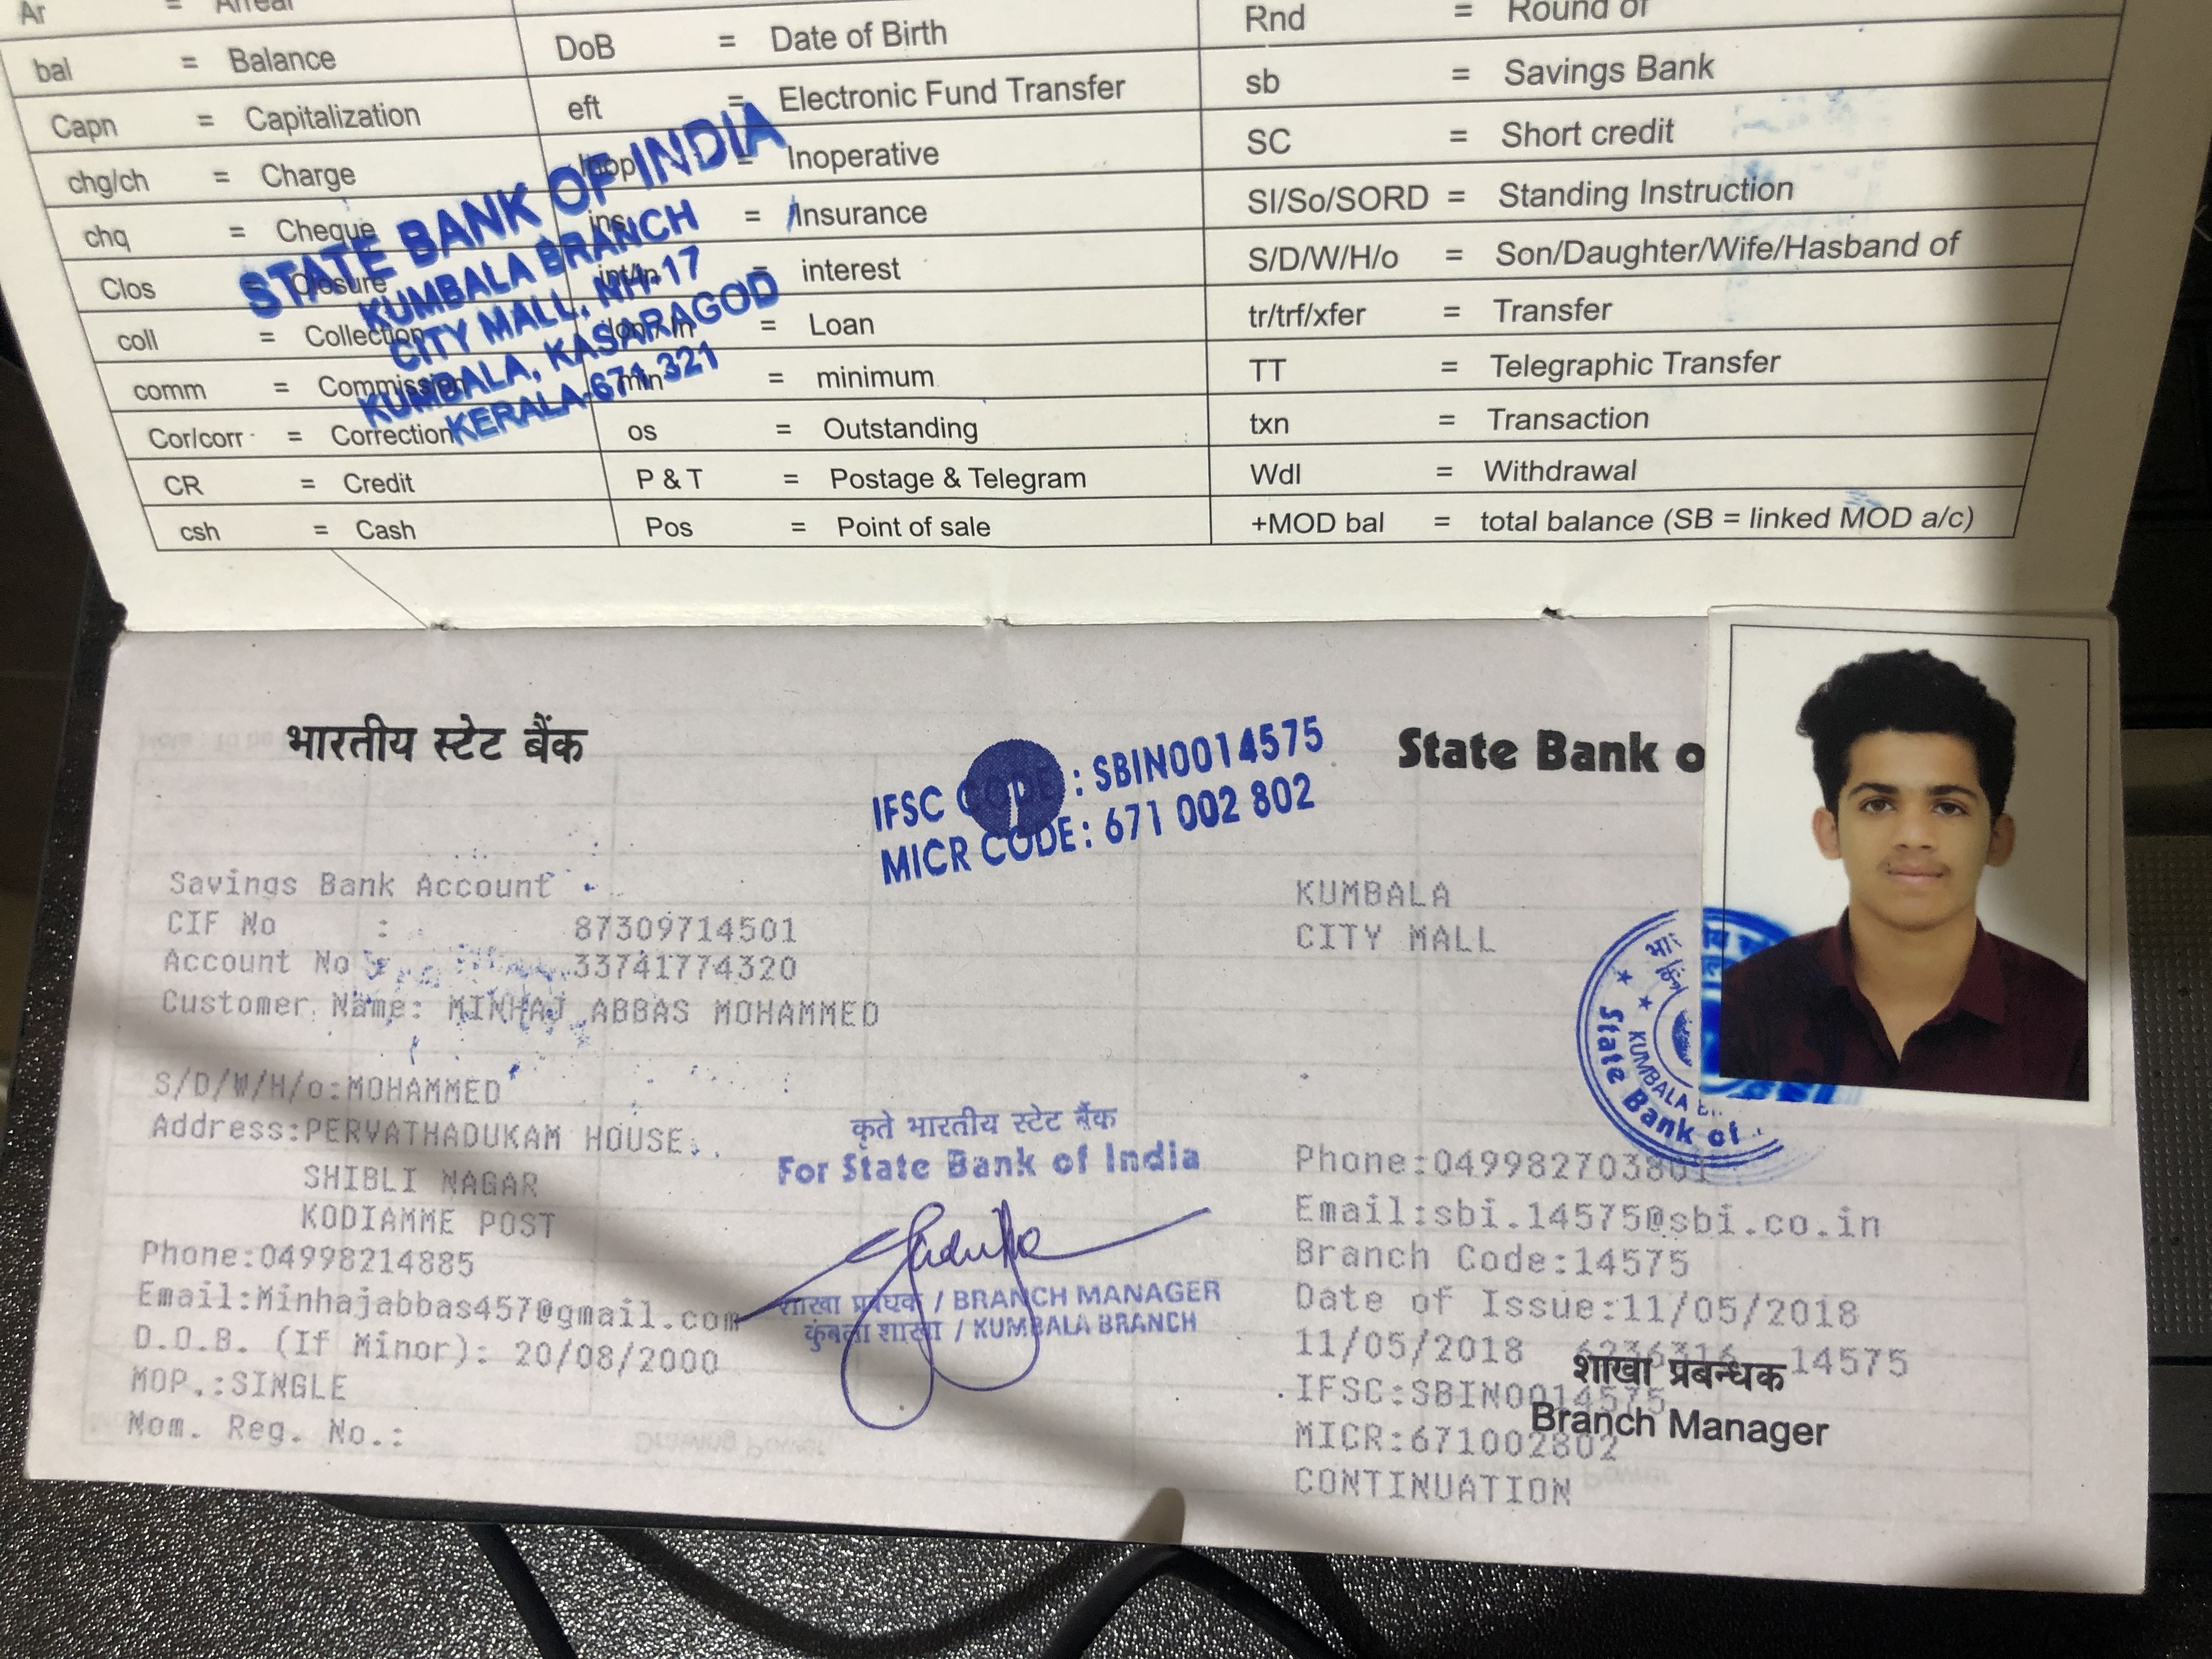 Ar = Arrear
bal = Balance
Capn = Capitalization
chg/ch = Charge
chq = Cheque
Clos = Closure
coll = Collection
comm = Commission
Cor/corr = Correction
CR = Credit
csh = Cash
DoB = Date of Birth
eft = Electronic Fund Transfer
= Inoperative
ins = Insurance
int/in = interest
= Loan
min = minimum
os = Outstanding
P & T = Postage & Telegram
Pos = Point of sale
Rnd = Round of
sb = Savings Bank
SC = Short credit
SI/So/SORD = Standing Instruction
S/D/W/H/o = Son/Daughter/Wife/Hasband of
tr/trf/xfer = Transfer
TT = Telegraphic Transfer
txn = Transaction
Wdl = Withdrawal
+MOD bal = total balance (SB = linked MOD a/c)
STATE BANK OF INDIA
KUMBALA BRANCH
CITY MALL, NH-17
KUMBALA, KASARAGOD
KERALA-671 321
भारतीय स्टेट बैंक
State Bank o
IFSC CODE : SBIN0014575
MICR CODE: 671 002 802
Savings Bank Account
CIF No : 87309714501
Account No 33741774320
Customer Name: MINHAJ ABBAS MOHAMMED
S/D/W/H/o:MOHAMMED
Address:PERVATHADUKAM HOUSE,
SHIBLI NAGAR
KODIAMME POST
Phone:04998214885
Email:Minhajabbas457@gmail.com
D.O.B. (If Minor): 20/08/2000
MOP.:SINGLE
Nom. Reg. No.:
कृते भारतीय स्टेट बैंक
For State Bank of India
शाखा प्रबंधक / BRANCH MANAGER
कुंबला शाखा / KUMBALA BRANCH
KUMBALA
CITY MALL
Email:sbi.14575@sbi.co.in
Branch Code:14575
Date of Issue:11/05/2018
11/05/2018 14575
IFSC:SBIN0014575
MICR:671002802
CONTINUATION
शाखा प्रबन्धक
Branch Manager
State Bank of
KUMBALA